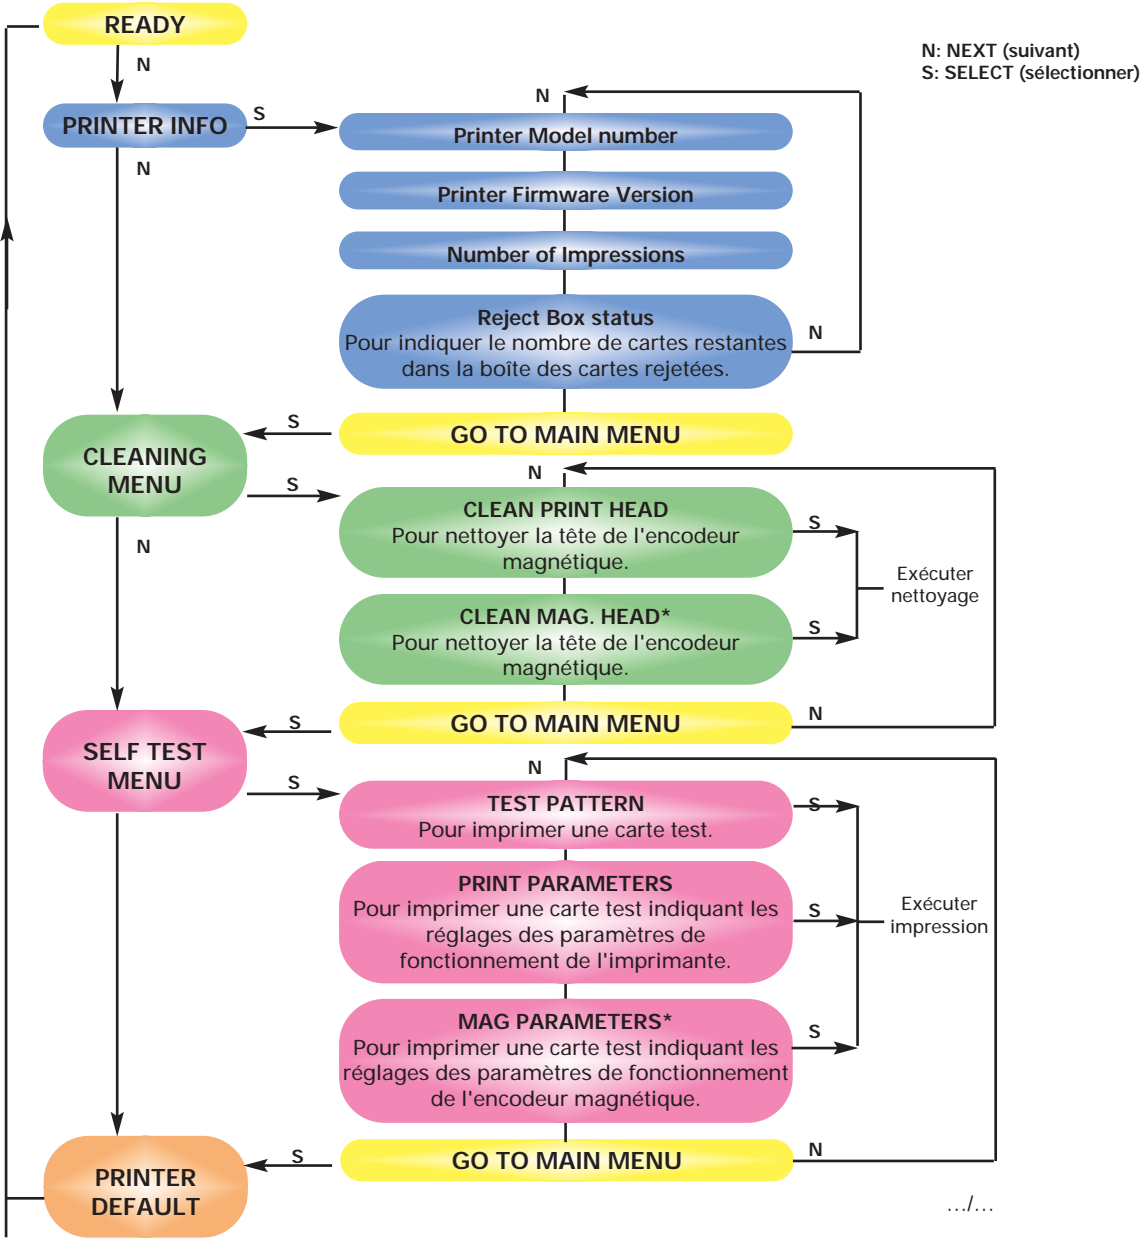 READY
N: NEXT (suivant)
S: SELECT (sélectionner)
N
N
PRINTER INFO
S
Printer Model number
N
Printer Firmware Version
Number of Impressions
Reject Box status
Pour indiquer le nombre de cartes restantes
dans la boîte des cartes rejetées.
N
S
GO TO MAIN MENU
CLEANING
MENU
N
S
CLEAN PRINT HEAD
Pour nettoyer la tête de l'encodeur
magnétique.
S
N
Exécuter
nettoyage
CLEAN MAG. HEAD*
Pour nettoyer la tête de l'encodeur
magnétique.
S
S
GO TO MAIN MENU
N
SELF TEST
MENU
N
S
TEST PATTERN
Pour imprimer une carte test.
S
PRINT PARAMETERS
Pour imprimer une carte test indiquant les
réglages des paramètres de
fonctionnement de l'imprimante.
S
Exécuter
impression
MAG PARAMETERS*
Pour imprimer une carte test indiquant les
réglages des paramètres de fonctionnement
de l'encodeur magnétique.
S
S
GO TO MAIN MENU
N
PRINTER
DEFAULT
.../...